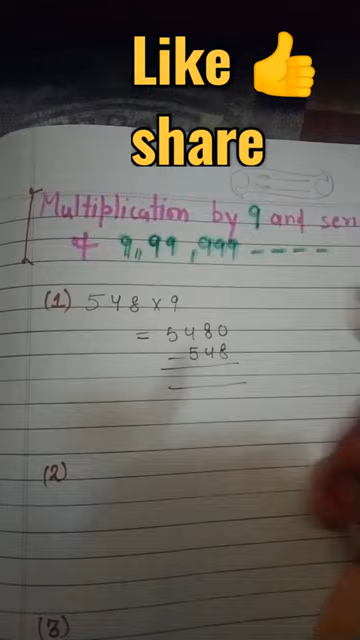 Like 👍
share
Multiplication by 9 and seri
of 9, 99, 999 -----
(1) 548 x 9
= 5480
- 548
(2)
(3)